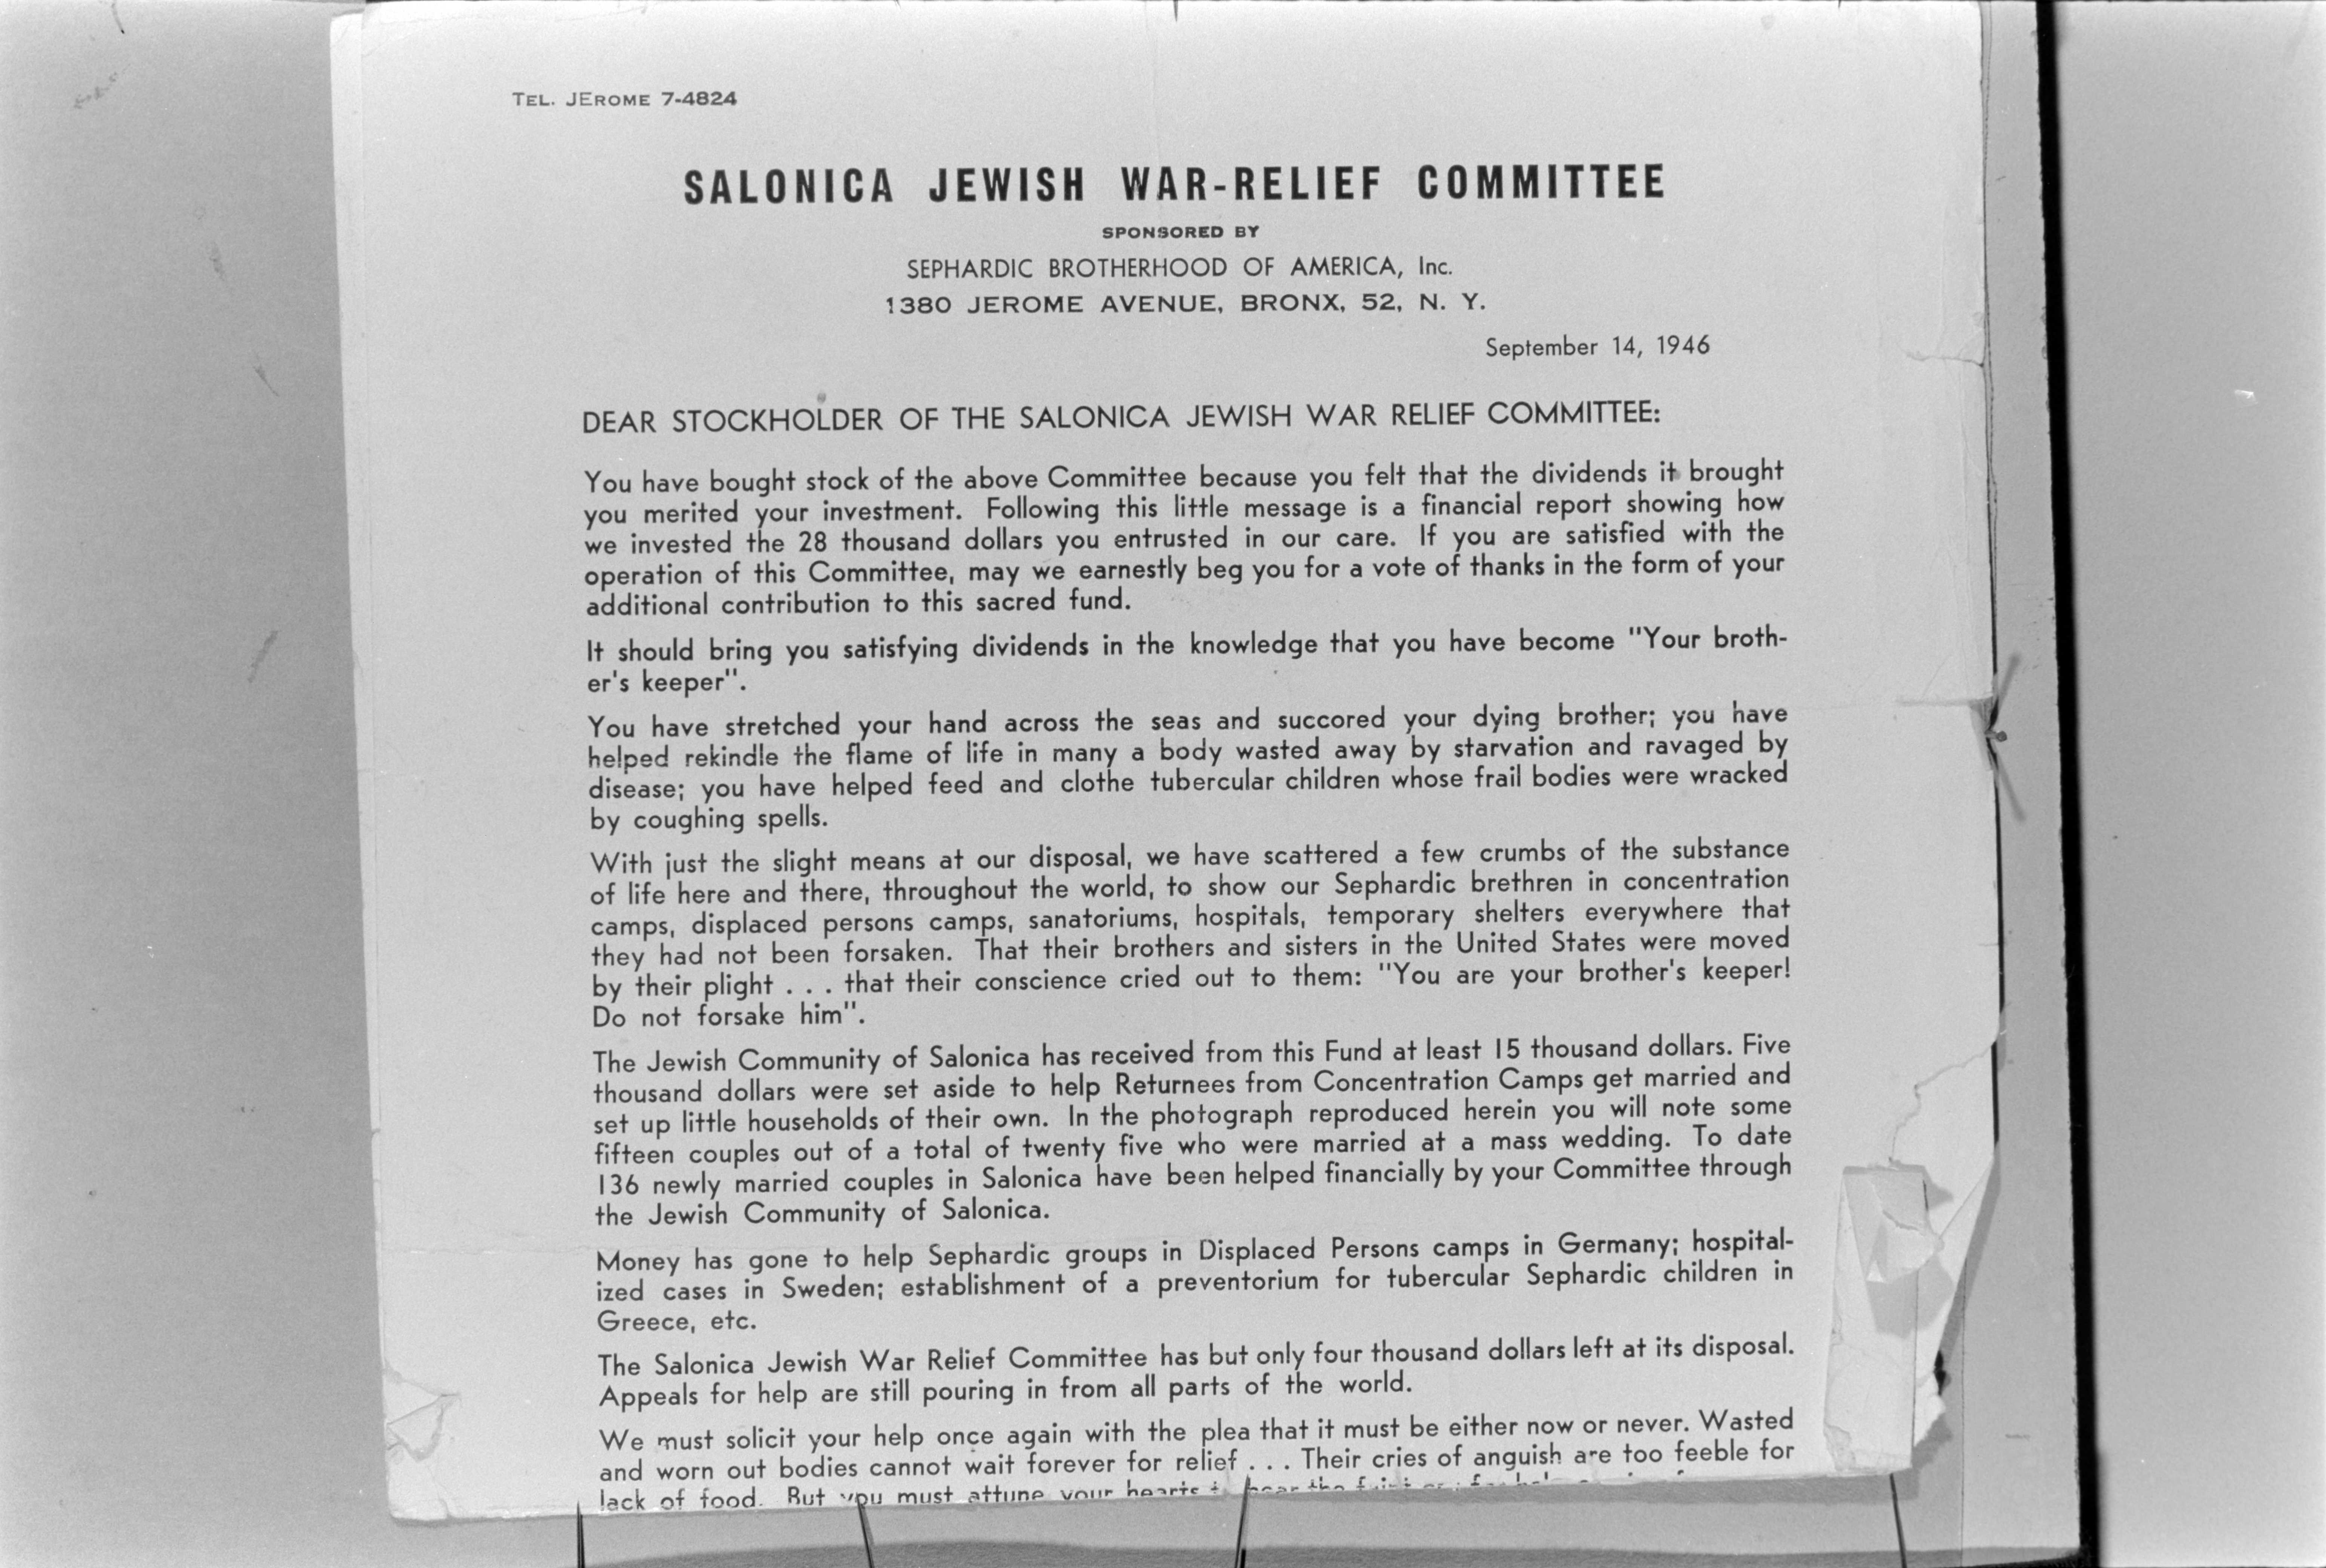 TEL. JEROME 7-4824
SALONICA JEWISH WAR-RELIEF COMMITTEE
SPONSORED BY
SEPHARDIC BROTHERHOOD OF AMERICA, Inc.
1380 JEROME AVENUE, BRONX, 52, N. Y.
September 14, 1946
DEAR STOCKHOLDER OF THE SALONICA JEWISH WAR RELIEF COMMITTEE:
You have bought stock of the above Committee because you felt that the dividends it brought
you merited your investment. Following this little message is a financial report showing how
we invested the 28 thousand dollars you entrusted in our care. If you are satisfied with the
operation of this Committee, may we earnestly beg you for a vote of thanks in the form of your
additional contribution to this sacred fund.
It should bring you satisfying dividends in the knowledge that you have become "Your broth-
er's keeper".
You have stretched your hand across the seas and succored your dying brother; you have
helped rekindle the flame of life in many a body wasted away by starvation and ravaged by
disease; you have helped feed and clothe tubercular children whose frail bodies were wracked
by coughing spells.
With just the slight means at our disposal, we have scattered a few crumbs of the substance
of life here and there, throughout the world, to show our Sephardic brethren in concentration
camps, displaced persons camps, sanatoriums, hospitals, temporary shelters everywhere that
they had not been forsaken. That their brothers and sisters in the United States were moved
by their plight . . . that their conscience cried out to them: "You are your brother's keeper!
Do not forsake him".
The Jewish Community of Salonica has received from this Fund at least 15 thousand dollars. Five
thousand dollars were set aside to help Returnees from Concentration Camps get married and
set up little households of their own. In the photograph reproduced herein you will note some
fifteen couples out of a total of twenty five who were married at a mass wedding. To date
136 newly married couples in Salonica have been helped financially by your Committee through
the Jewish Community of Salonica.
Money has gone to help Sephardic groups in Displaced Persons camps in Germany; hospital-
ized cases in Sweden; establishment of a preventorium for tubercular Sephardic children in
Greece, etc.
The Salonica Jewish War Relief Committee has but only four thousand dollars left at its disposal.
Appeals for help are still pouring in from all parts of the world.
We must solicit your help once again with the plea that it must be either now or never. Wasted
and worn out bodies cannot wait forever for relief . . . Their cries of anguish are too feeble for
lack of food. But you must attune your hearts